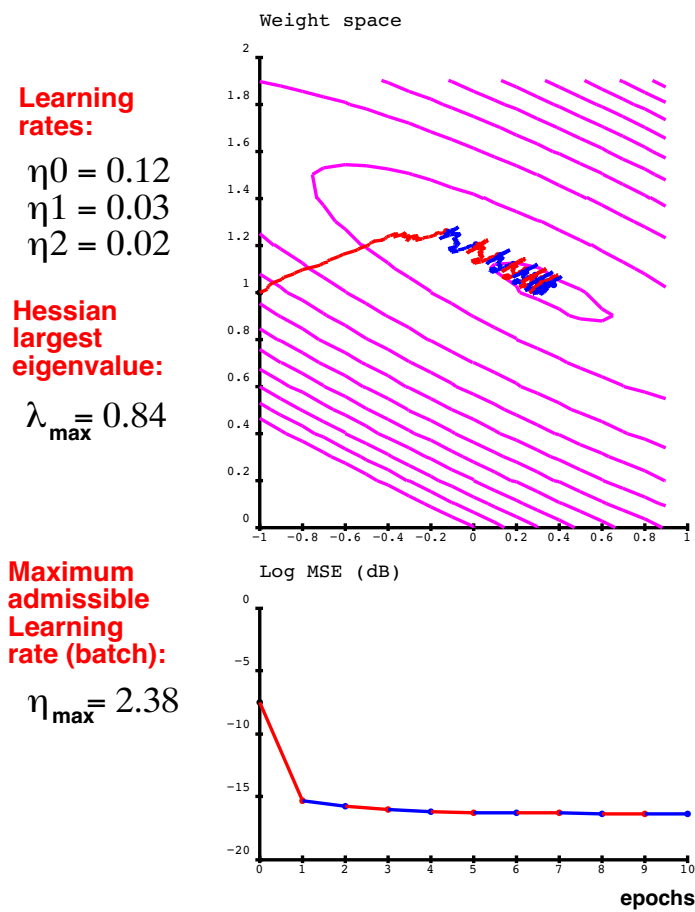 Weight space
Learning
rates:
η0 = 0.12
η1 = 0.03
η2 = 0.02
Hessian
largest
eigenvalue:
λmax= 0.84
2
1.8
1.6
1.4
1.2
1
0.8
0.6
0.4
0.2
0
−1 −0.8 −0.6 −0.4 −0.2 0 0.2 0.4 0.6 0.8 1
Maximum
admissible
Learning
rate (batch):
ηmax= 2.38
Log MSE (dB)
0
−5
−10
−15
−20
0 1 2 3 4 5 6 7 8 9 10
epochs